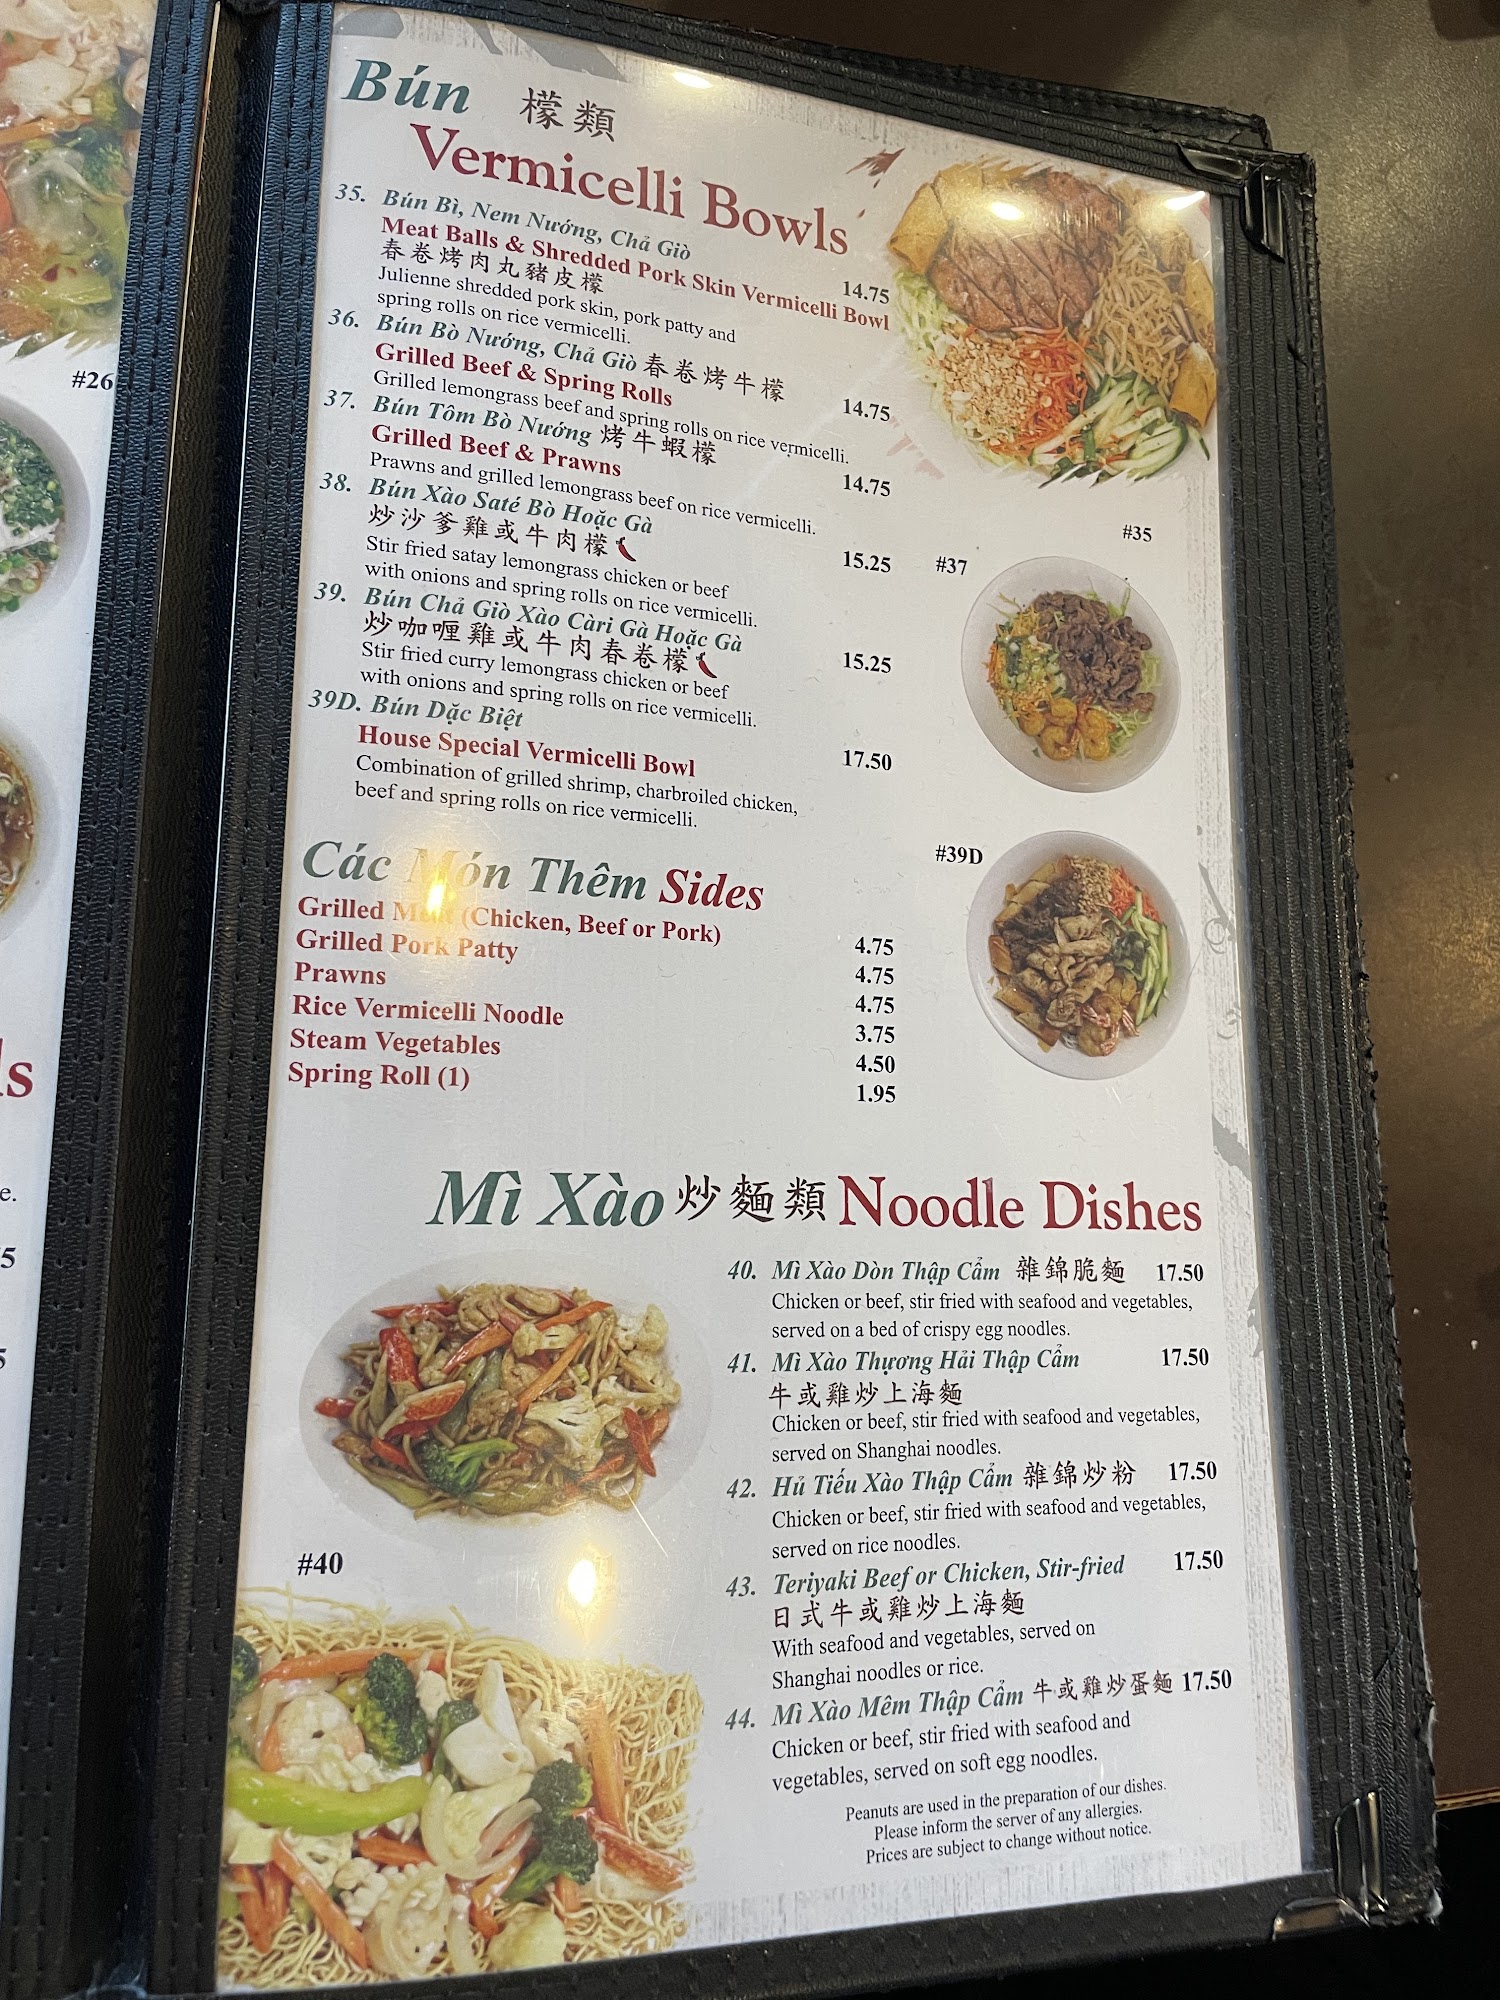 Bún 檬類
Vermicelli Bowls
35. Bún Bì, Nem Nướng, Chả Giò
Meat Balls & Shredded Pork Skin Vermicelli Bowl 14.75
春卷烤肉丸豬皮檬
Julienne shredded pork skin, pork patty and
spring rolls on rice vermicelli.
36. Bún Bò Nướng, Chả Giò 春卷烤牛檬
Grilled Beef & Spring Rolls 14.75
Grilled lemongrass beef and spring rolls on rice vermicelli.
37. Bún Tôm Bò Nướng 烤牛蝦檬
Grilled Beef & Prawns 14.75
Prawns and grilled lemongrass beef on rice vermicelli.
38. Bún Xào Saté Bò Hoặc Gà
炒沙爹雞或牛肉檬 15.25
Stir fried satay lemongrass chicken or beef
with onions and spring rolls on rice vermicelli.
39. Bún Chả Giò Xào Càri Gà Hoặc Gà
炒咖喱雞或牛肉春卷檬 15.25
Stir fried curry lemongrass chicken or beef
with onions and spring rolls on rice vermicelli.
39D. Bún Dặc Biệt
House Special Vermicelli Bowl 17.50
Combination of grilled shrimp, charbroiled chicken,
beef and spring rolls on rice vermicelli.
#35
#37
#39D
Các Món Thêm Sides
Grilled Meat (Chicken, Beef or Pork) 4.75
Grilled Pork Patty 4.75
Prawns 4.75
Rice Vermicelli Noodle 3.75
Steam Vegetables 4.50
Spring Roll (1) 1.95
Mì Xào 炒麵類 Noodle Dishes
40. Mì Xào Dòn Thập Cẩm 雜錦脆麵 17.50
Chicken or beef, stir fried with seafood and vegetables,
served on a bed of crispy egg noodles.
41. Mì Xào Thượng Hải Thập Cẩm 17.50
牛或雞炒上海麵
Chicken or beef, stir fried with seafood and vegetables,
served on Shanghai noodles.
42. Hủ Tiếu Xào Thập Cẩm 雜錦炒粉 17.50
Chicken or beef, stir fried with seafood and vegetables,
served on rice noodles.
43. Teriyaki Beef or Chicken, Stir-fried 17.50
日式牛或雞炒上海麵
With seafood and vegetables, served on
Shanghai noodles or rice.
44. Mì Xào Mêm Thập Cẩm 牛或雞炒蛋麵 17.50
Chicken or beef, stir fried with seafood and
vegetables, served on soft egg noodles.
Peanuts are used in the preparation of our dishes.
Please inform the server of any allergies.
Prices are subject to change without notice.
#40
#26